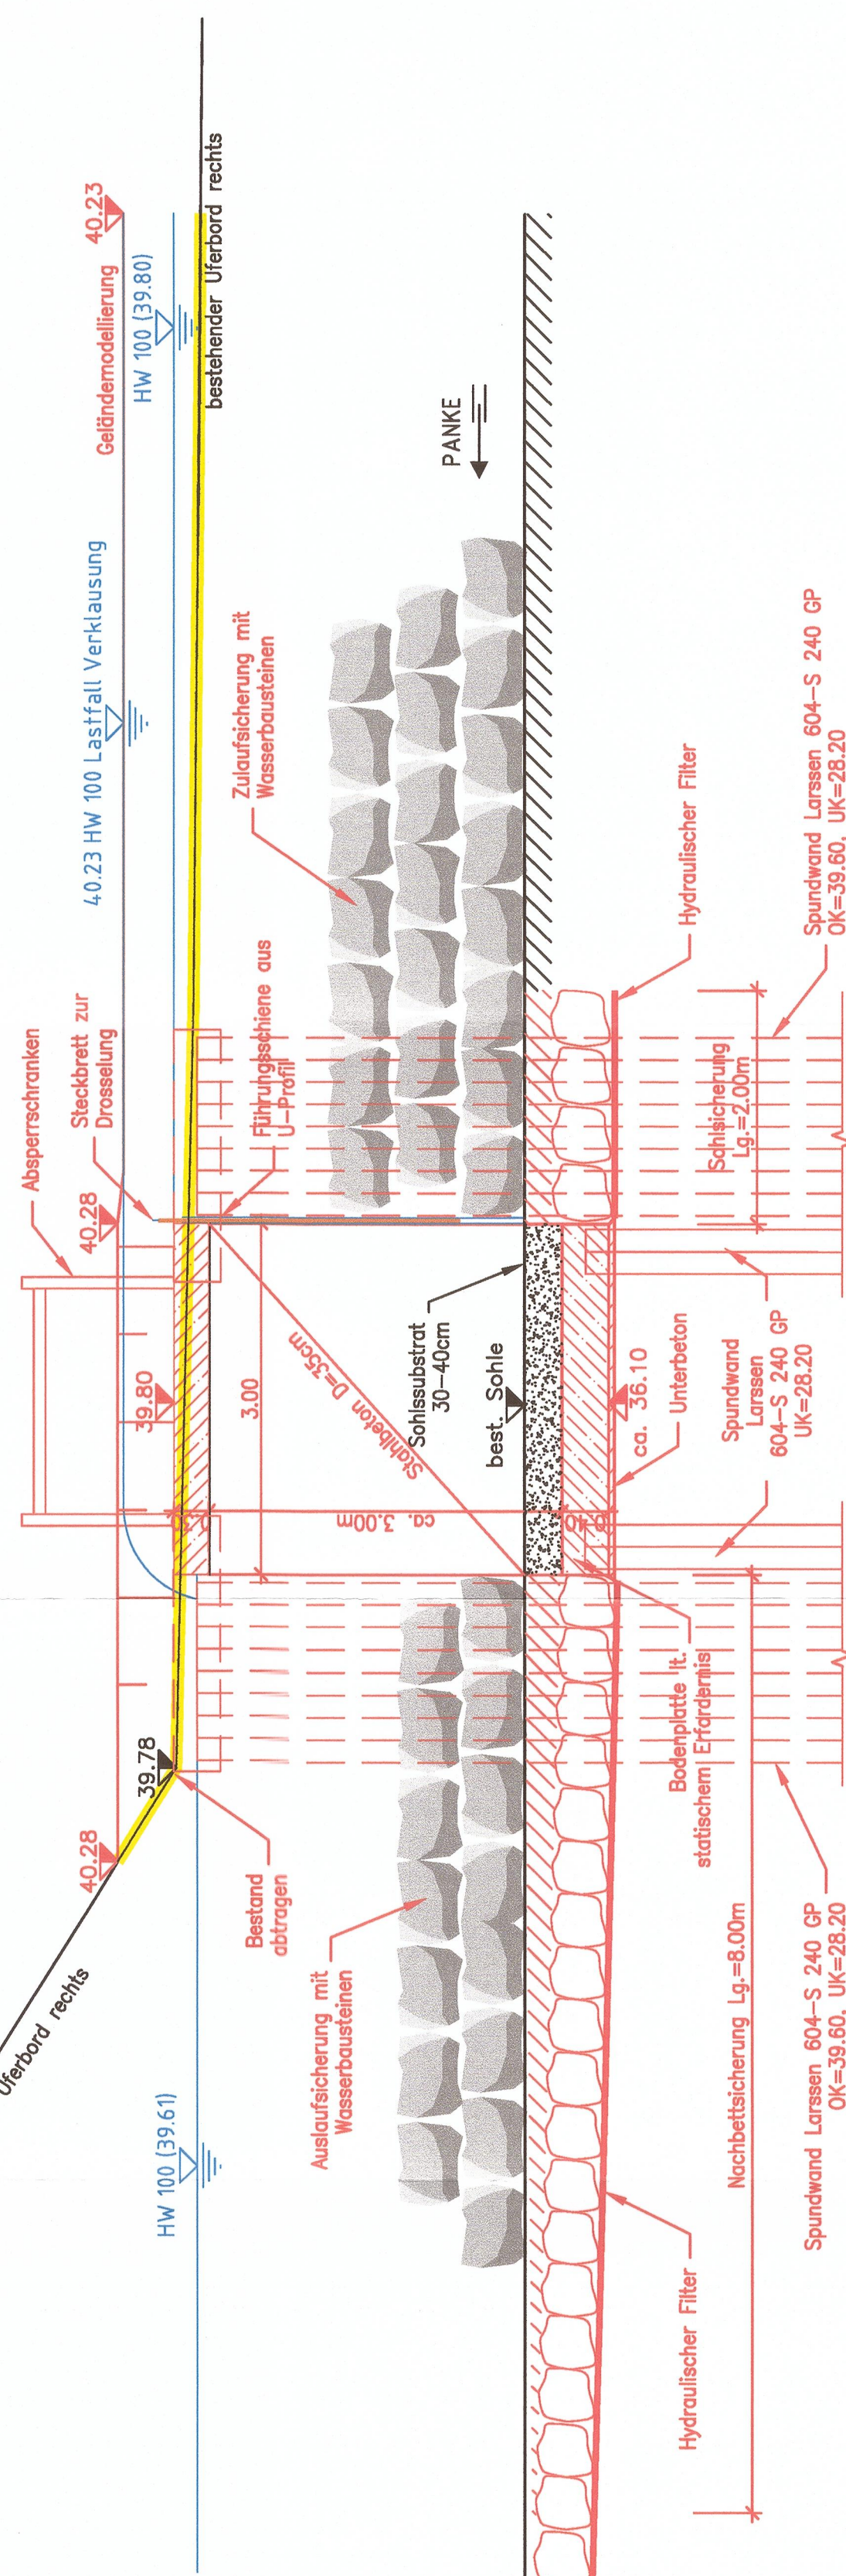 40.23
Geländemodellierung
HW 100 (39.80)
bestehender Uferbord rechts
PANKE
40.23 HW 100 Lastfall Verklausung
Zulaufsicherung mit
Wasserbausteinen
Hydraulischer Filter
Spundwand Larssen 604-S 240 GP
OK=39.60, UK=28.20
Absperrschranken
Steckbrett zur
Drosselung
40.28
Führungsschiene aus
U-Profil
Sohlsicherung
Lg.=2.00m
39.80
3.00
Stahlbeton D=35cm
ca. 3.00m
Sohlssubstrat
30-40cm
best. Sohle
ca. 36.10
Unterbeton
Spundwand
Larssen
604-S 240 GP
UK=28.20
0.40
39.78
40.28
Bestand
abtragen
Bodenplatte lt.
statischem Erfordernis
Auslaufsicherung mit
Wasserbausteinen
Uferbord rechts
HW 100 (39.61)
Nachbettsicherung Lg.=8.00m
Hydraulischer Filter
Spundwand Larssen 604-S 240 GP
OK=39.60, UK=28.20